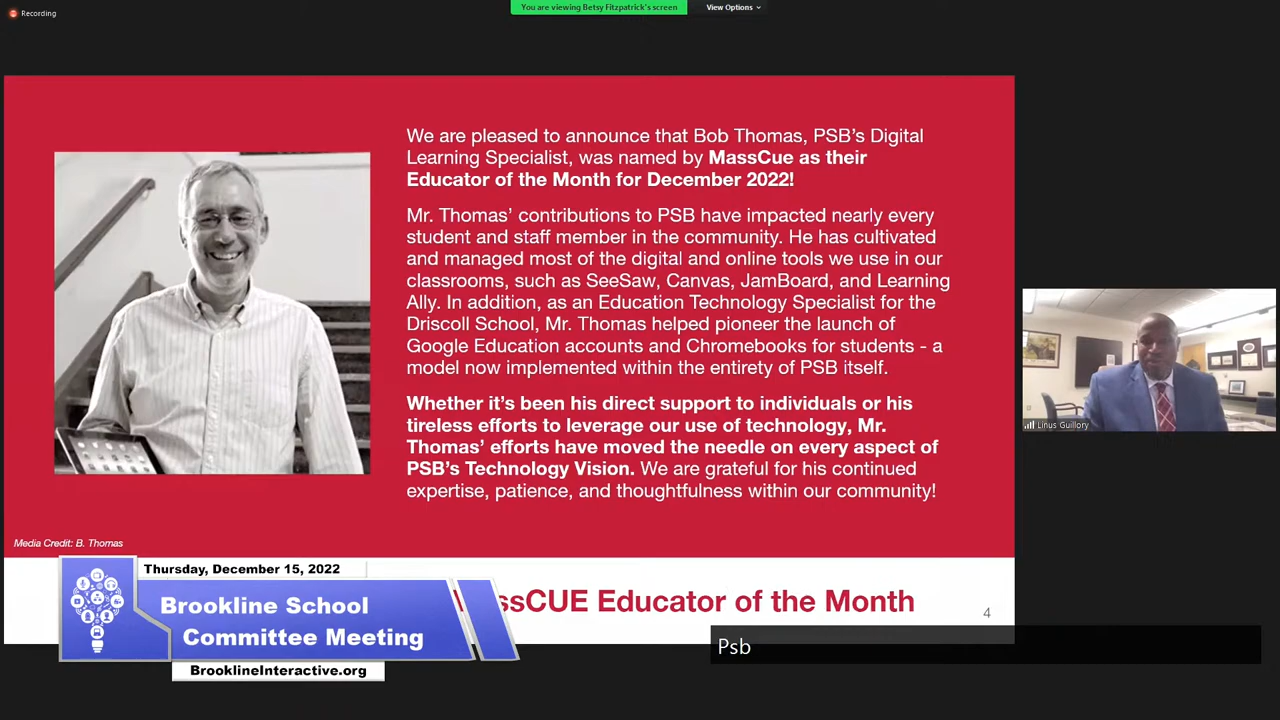 Recording
You are viewing Betsy Fitzpatrick's screen
View Options
We are pleased to announce that Bob Thomas, PSB’s Digital
Learning Specialist, was named by MassCue as their
Educator of the Month for December 2022!
Mr. Thomas’ contributions to PSB have impacted nearly every
student and staff member in the community. He has cultivated
and managed most of the digital and online tools we use in our
classrooms, such as SeeSaw, Canvas, JamBoard, and Learning
Ally. In addition, as an Education Technology Specialist for the
Driscoll School, Mr. Thomas helped pioneer the launch of
Google Education accounts and Chromebooks for students - a
model now implemented within the entirety of PSB itself.
Whether it’s been his direct support to individuals or his
tireless efforts to leverage our use of technology, Mr.
Thomas’ efforts have moved the needle on every aspect of
PSB’s Technology Vision. We are grateful for his continued
expertise, patience, and thoughtfulness within our community!
Linus Guillory
Media Credit: B. Thomas
Thursday, December 15, 2022
Brookline School
Committee Meeting
BrooklineInteractive.org
ssCUE Educator of the Month
4
Psb